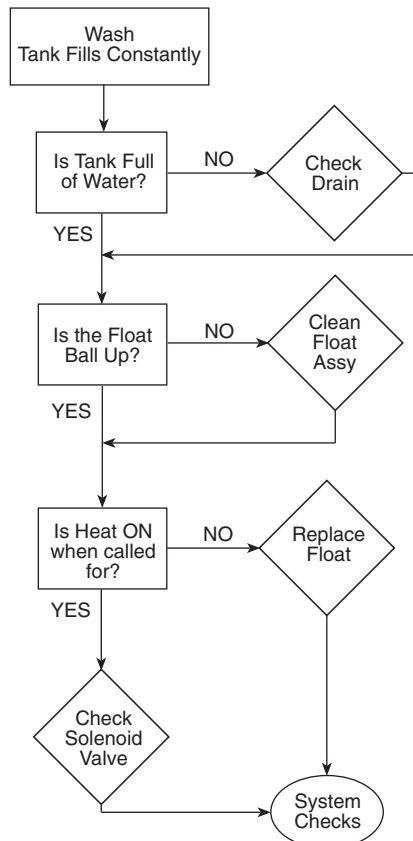 Wash
Tank Fills Constantly
Is Tank Full
of Water?
NO
Check
Drain
YES
Is the Float
Ball Up?
NO
Clean
Float
Assy
YES
Is Heat ON
when called
for?
NO
Replace
Float
YES
Check
Solenoid
Valve
System
Checks